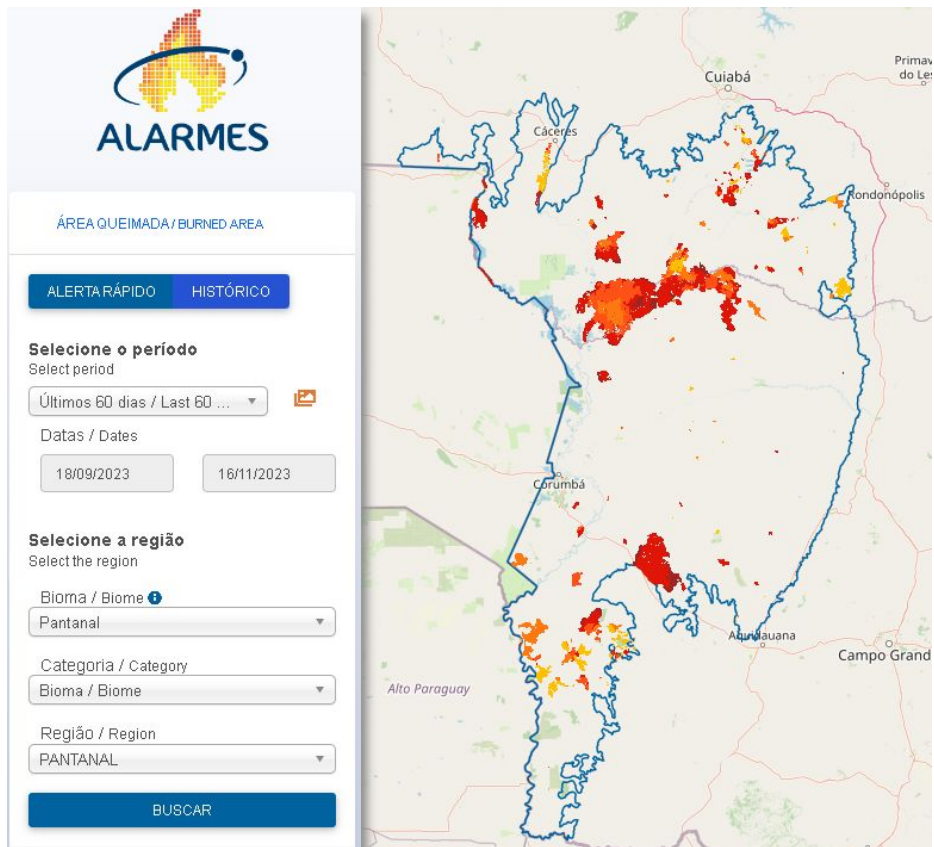 ALARMES
ÁREA QUEIMADA / BURNED AREA
ALERTA RÁPIDO
HISTÓRICO
Selecione o período
Select period
Últimos 60 dias / Last 60 ...
Datas / Dates
18/09/2023
16/11/2023
Selecione a região
Select the region
Bioma / Biome
Pantanal
Categoria / Category
Bioma / Biome
Região / Region
PANTANAL
BUSCAR
Primav
do Les
Cuiabá
Cáceres
Rondonópolis
Corumbá
Aquidauana
Campo Grand
Alto Paraguay